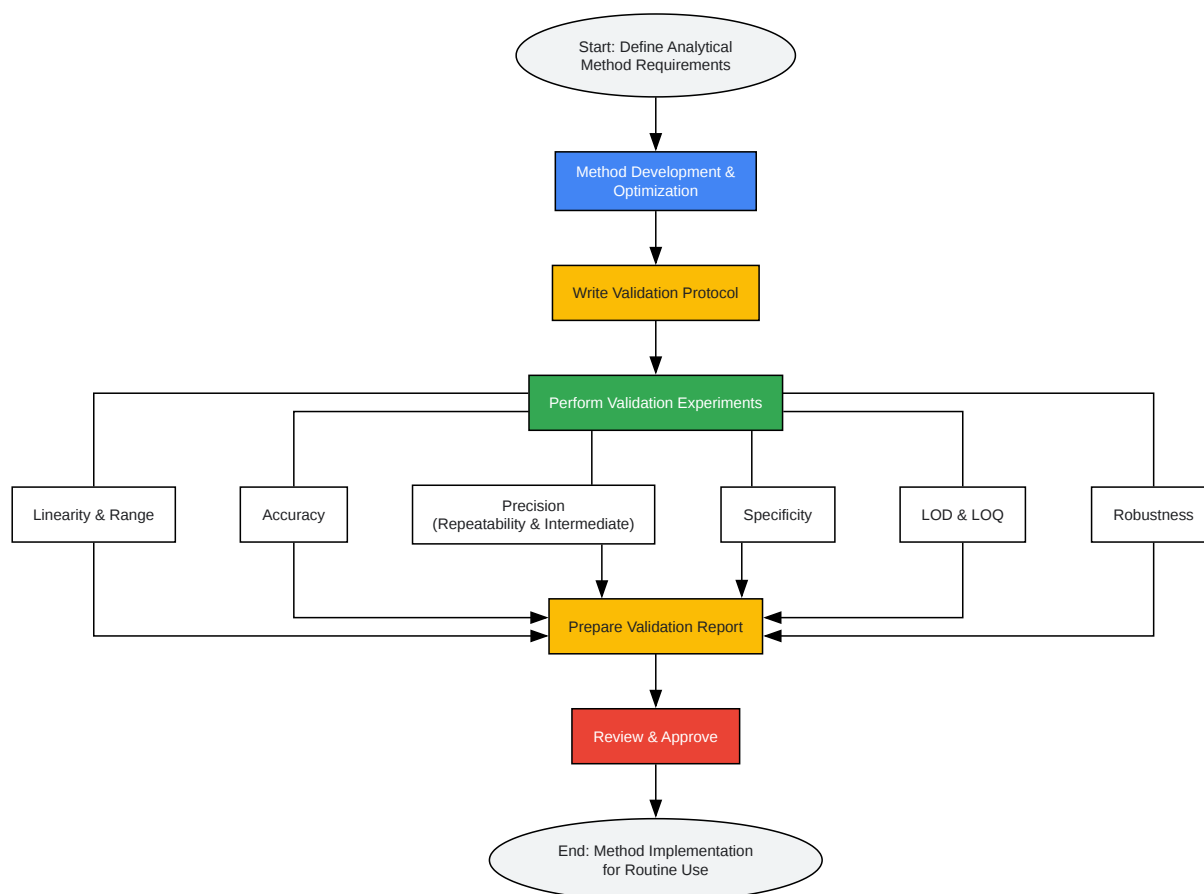 Start: Define Analytical
Method Requirements
Method Development &
Optimization
Write Validation Protocol
Perform Validation Experiments
Linearity & Range
Accuracy
Precision
(Repeatability & Intermediate)
Specificity
LOD & LOQ
Robustness
Prepare Validation Report
Review & Approve
End: Method Implementation
for Routine Use